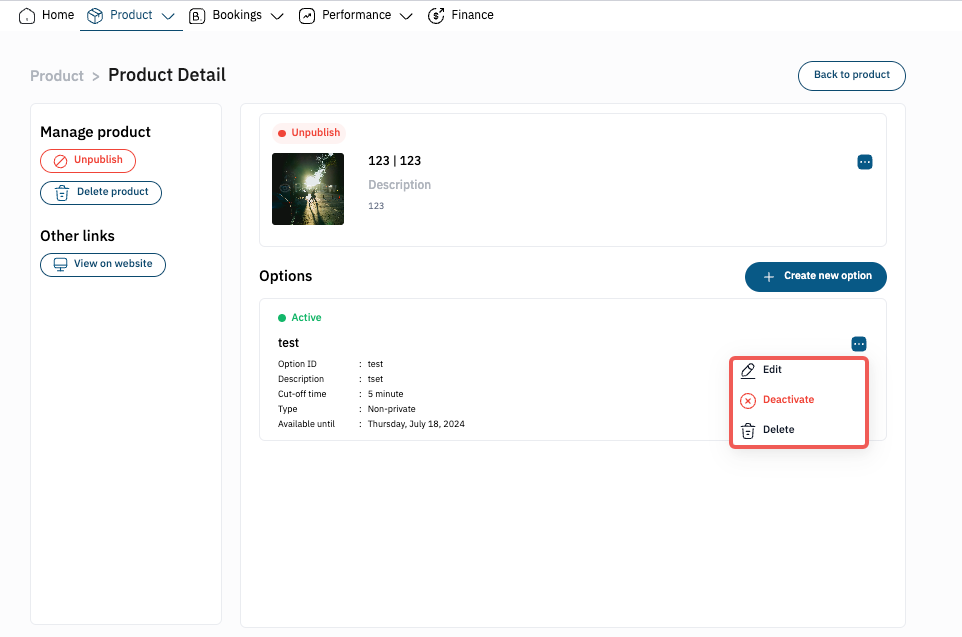 Home Product Bookings Performance Finance
Product > Product Detail
Back to product
Manage product
Unpublish
Delete product
Other links
View on website
Unpublish
123 | 123
Description
123
Options
Create new option
Active
test
Option ID : test
Description : tset
Cut-off time : 5 minute
Type : Non-private
Available until : Thursday, July 18, 2024
Edit
Deactivate
Delete